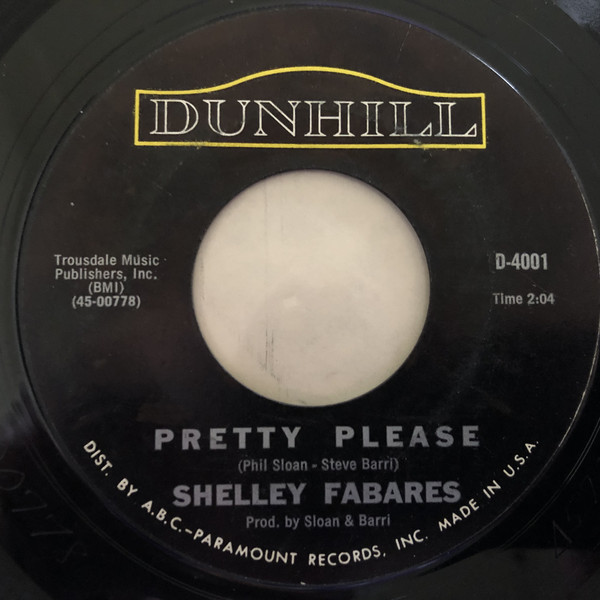 DUNHILL
Trousdale Music
Publishers, Inc.
(BMI)
(45-00778)
D-4001
Time 2:04
PRETTY PLEASE
(Phil Sloan - Steve Barri)
SHELLEY FABARES
Prod. by Sloan & Barri
DIST. BY A.B.C.-PARAMOUNT RECORDS, INC. MADE IN U.S.A.